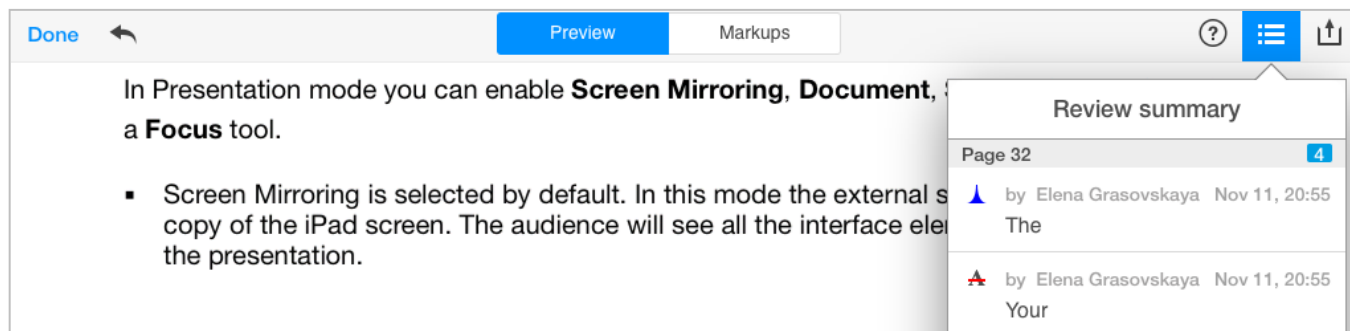 Done
Preview
Markups
?
In Presentation mode you can enable Screen Mirroring, Document,
a Focus tool.
▪ Screen Mirroring is selected by default. In this mode the external
copy of the iPad screen. The audience will see all the interface
the presentation.
Review summary
Page 32
4
by Elena Grasovskaya Nov 11, 20:55
The
A
by Elena Grasovskaya Nov 11, 20:55
Your